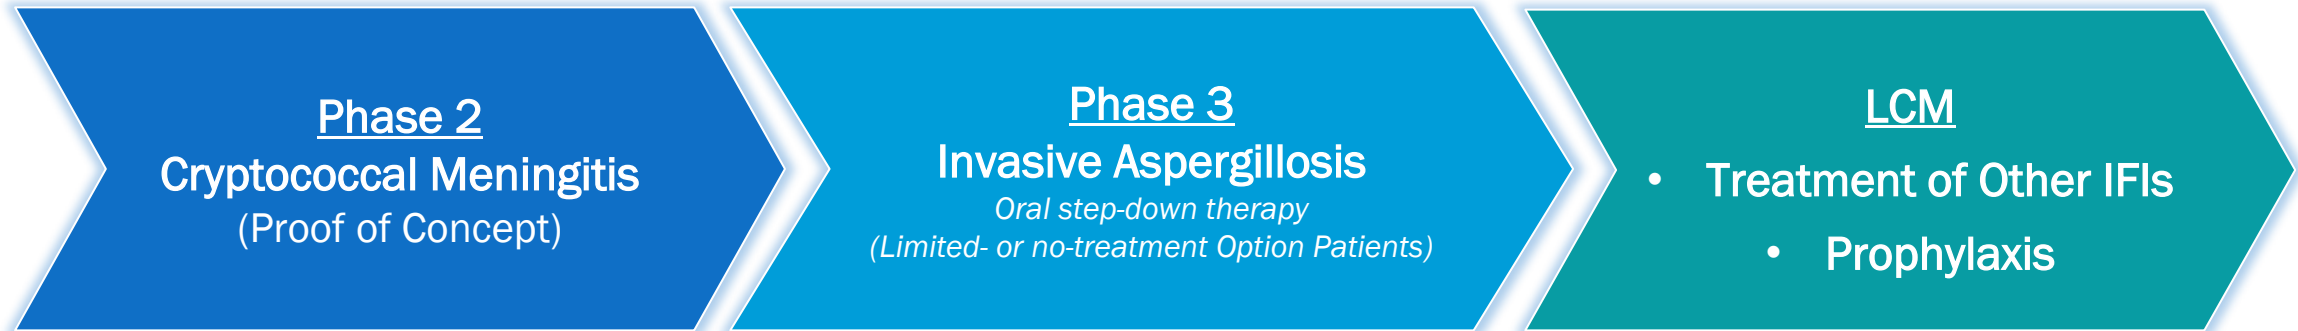 Phase 2
Cryptococcal Meningitis
(Proof of Concept)
Phase 3
Invasive Aspergillosis
Oral step-down therapy
(Limited- or no-treatment Option Patients)
LCM
• Treatment of Other IFIs
• Prophylaxis